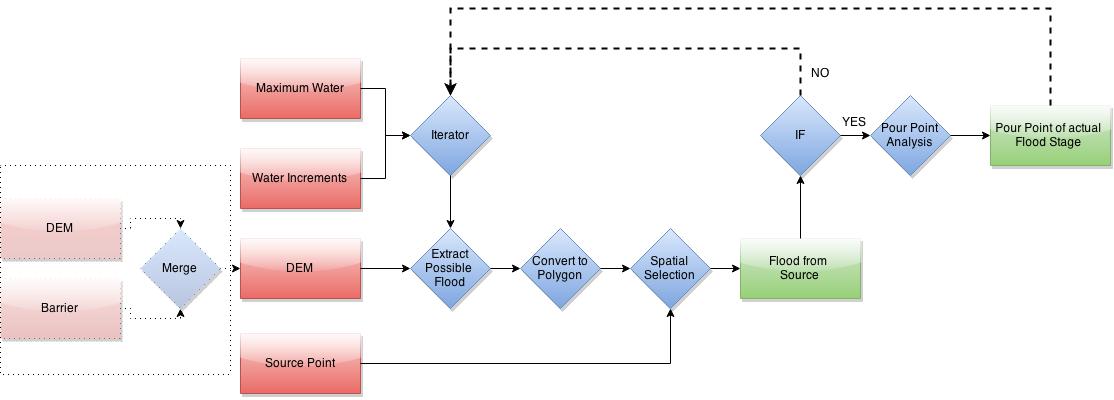 NO
Maximum Water
YES
Iterator
IF
Pour Point
Analysis
Pour Point of actual
Flood Stage
Water Increments
DEM
Merge
Barrier
DEM
Extract
Possible
Flood
Convert to
Polygon
Spatial
Selection
Flood from
Source
Source Point